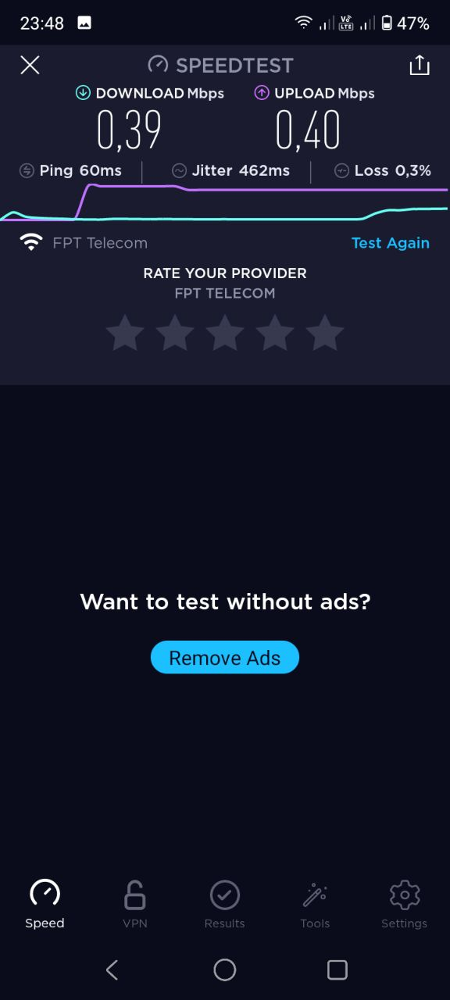 23:48 Vo LTE 47%
SPEEDTEST
DOWNLOAD Mbps UPLOAD Mbps
0,39 0,40
Ping 60ms Jitter 462ms Loss 0,3%
FPT Telecom Test Again
RATE YOUR PROVIDER
FPT TELECOM
Want to test without ads?
Remove Ads
Speed VPN Results Tools Settings